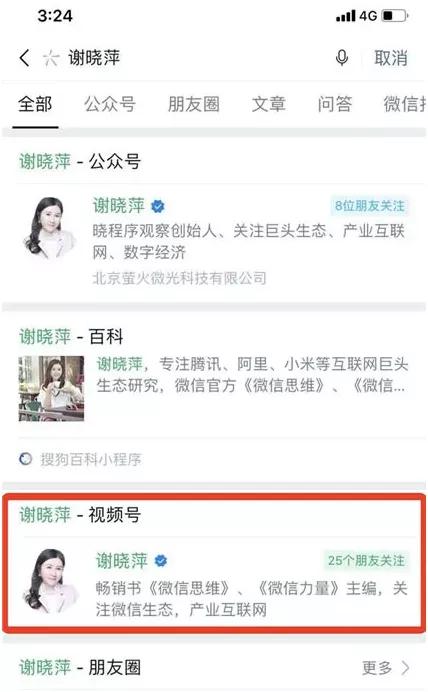 3:24 4G
谢晓萍 取消
全部 公众号 朋友圈 文章 问答
谢晓萍 - 公众号
谢晓萍 8位朋友关注
晓程序观察创始人、关注巨头生态、产业互联
网、数字经济
北京萤火微光科技有限公司
谢晓萍 - 百科
谢晓萍，专注腾讯、阿里、小米等互联网巨头
生态研究，微信官方《微信思维》、《微信...
搜狗百科小程序
谢晓萍 - 视频号
谢晓萍 25个朋友关注
畅销书《微信思维》、《微信力量》主编，关
注微信生态，产业互联网
谢晓萍 - 朋友圈 更多